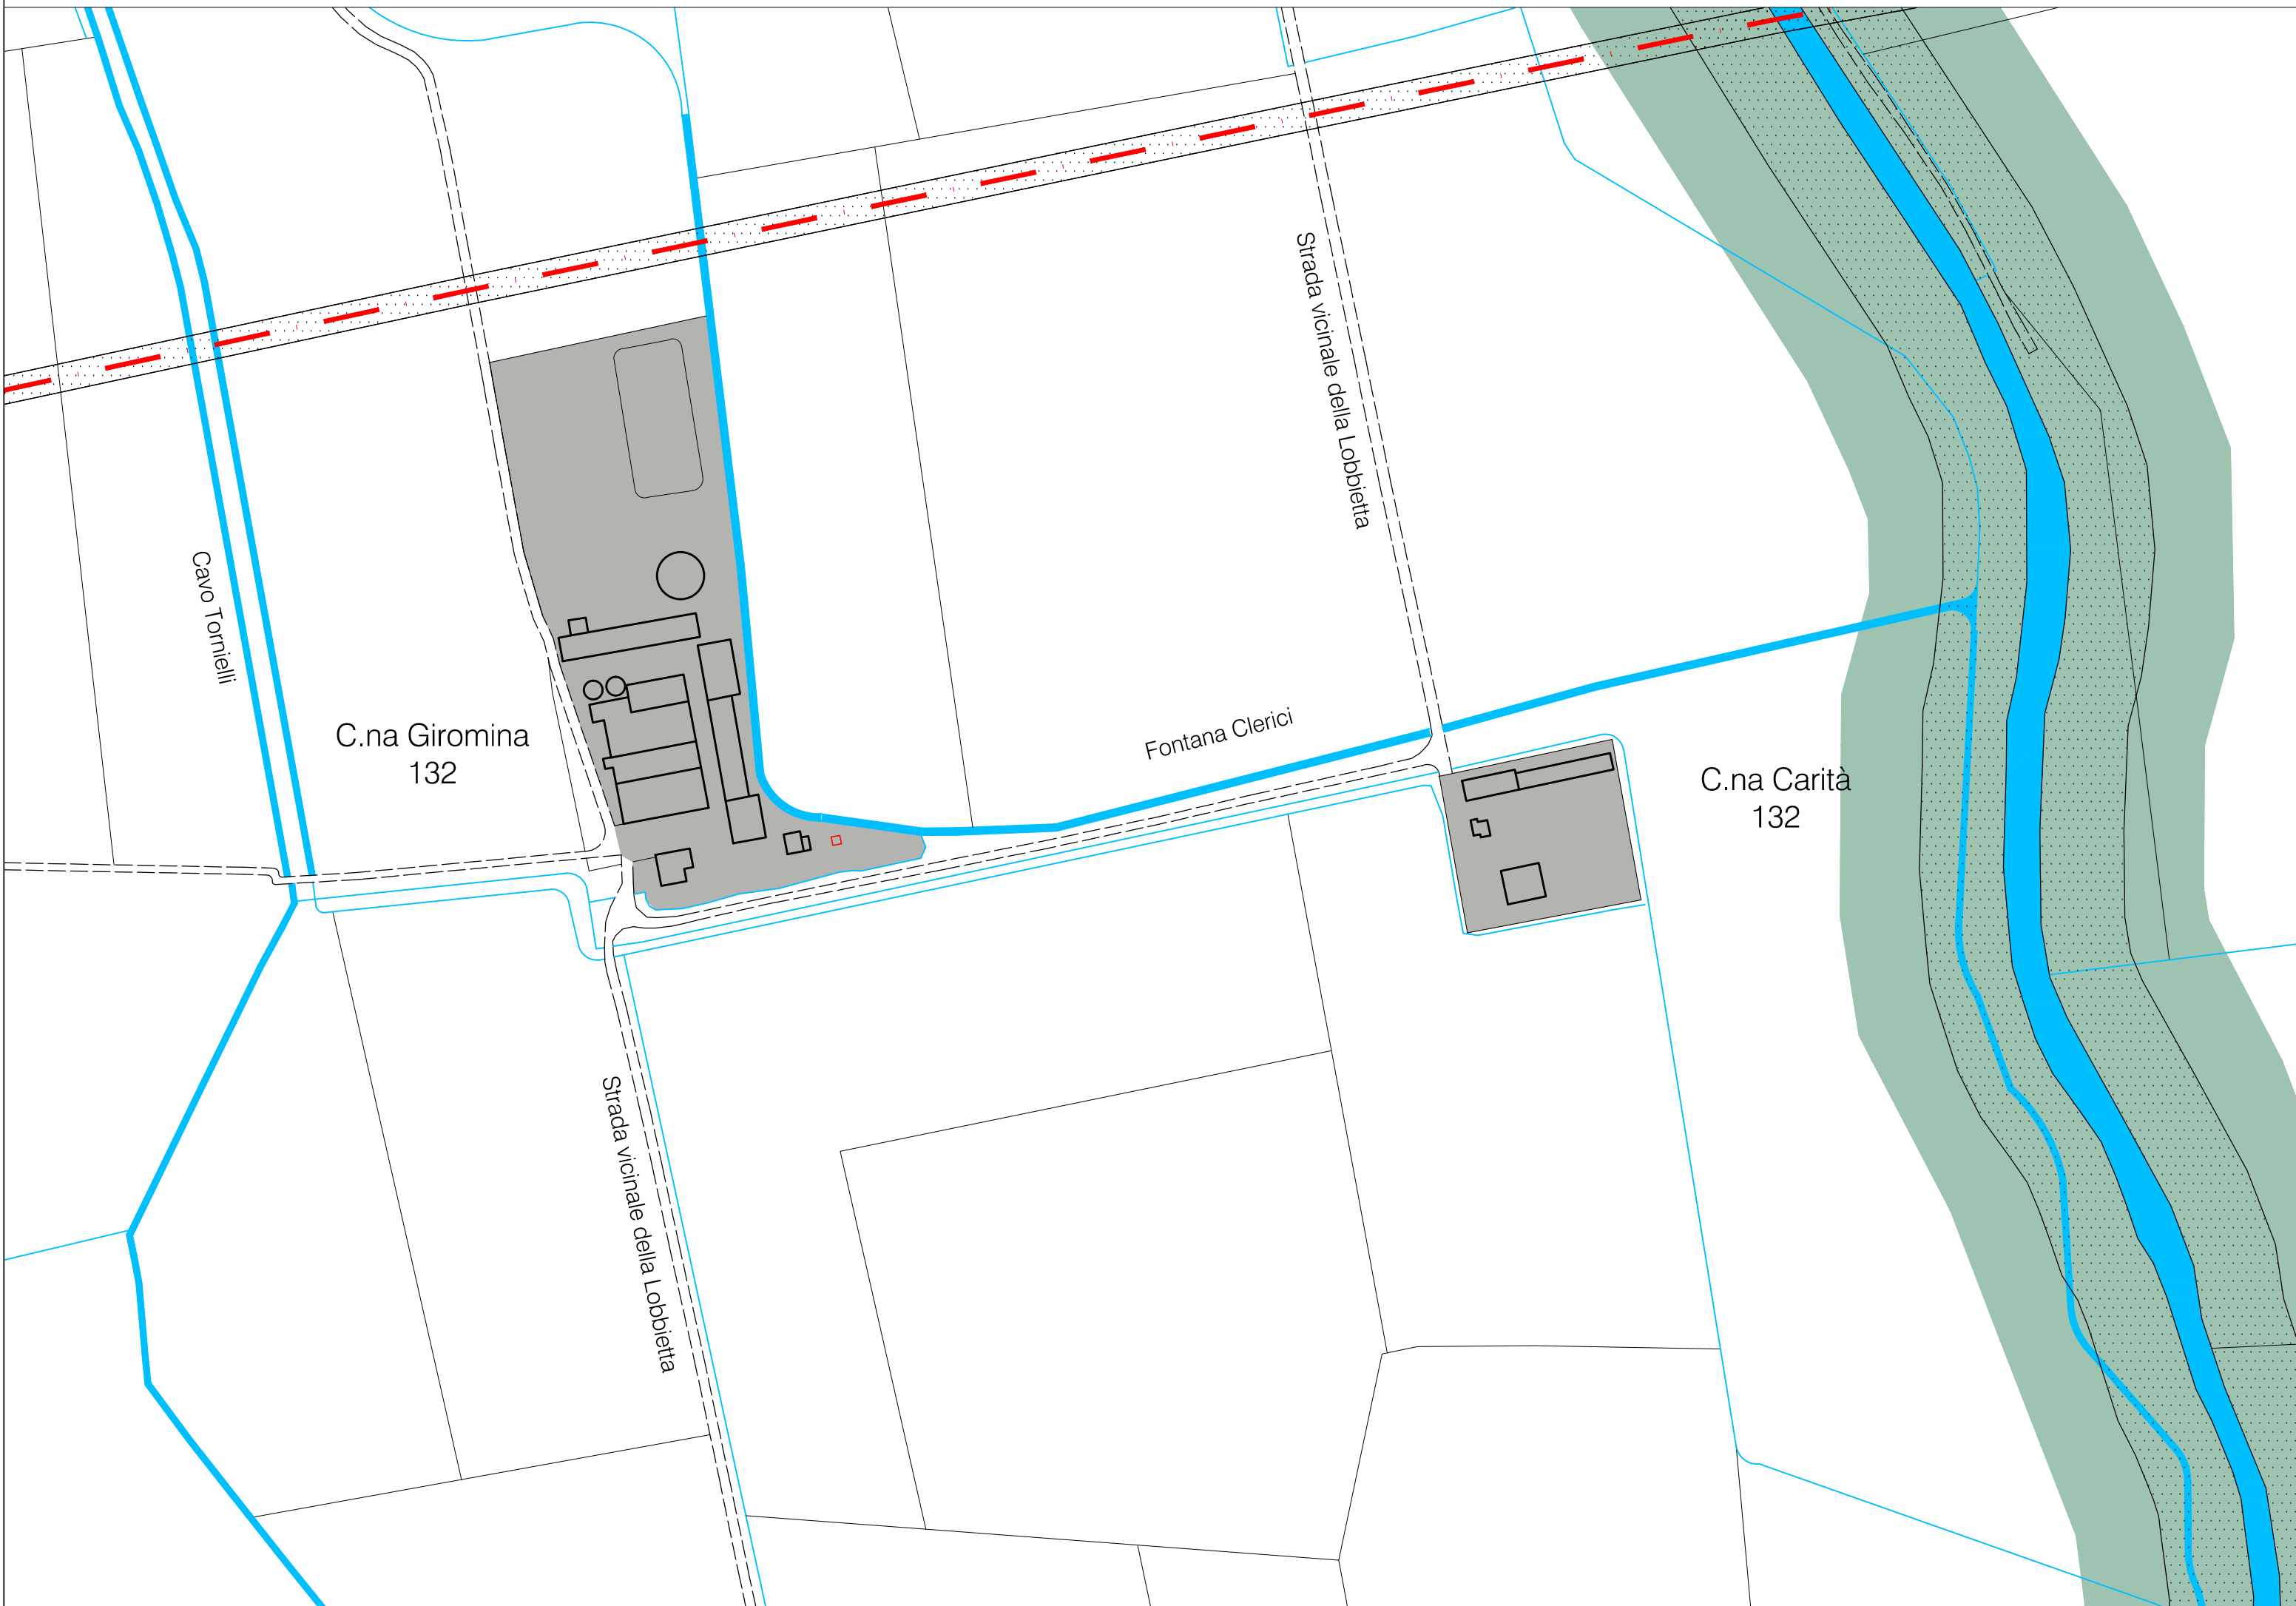 Strada vicinale della Lobbietta
Cavo Tornielli
C.na Giromina
132
Fontana Clerici
C.na Carità
132
Strada vicinale della Lobbietta